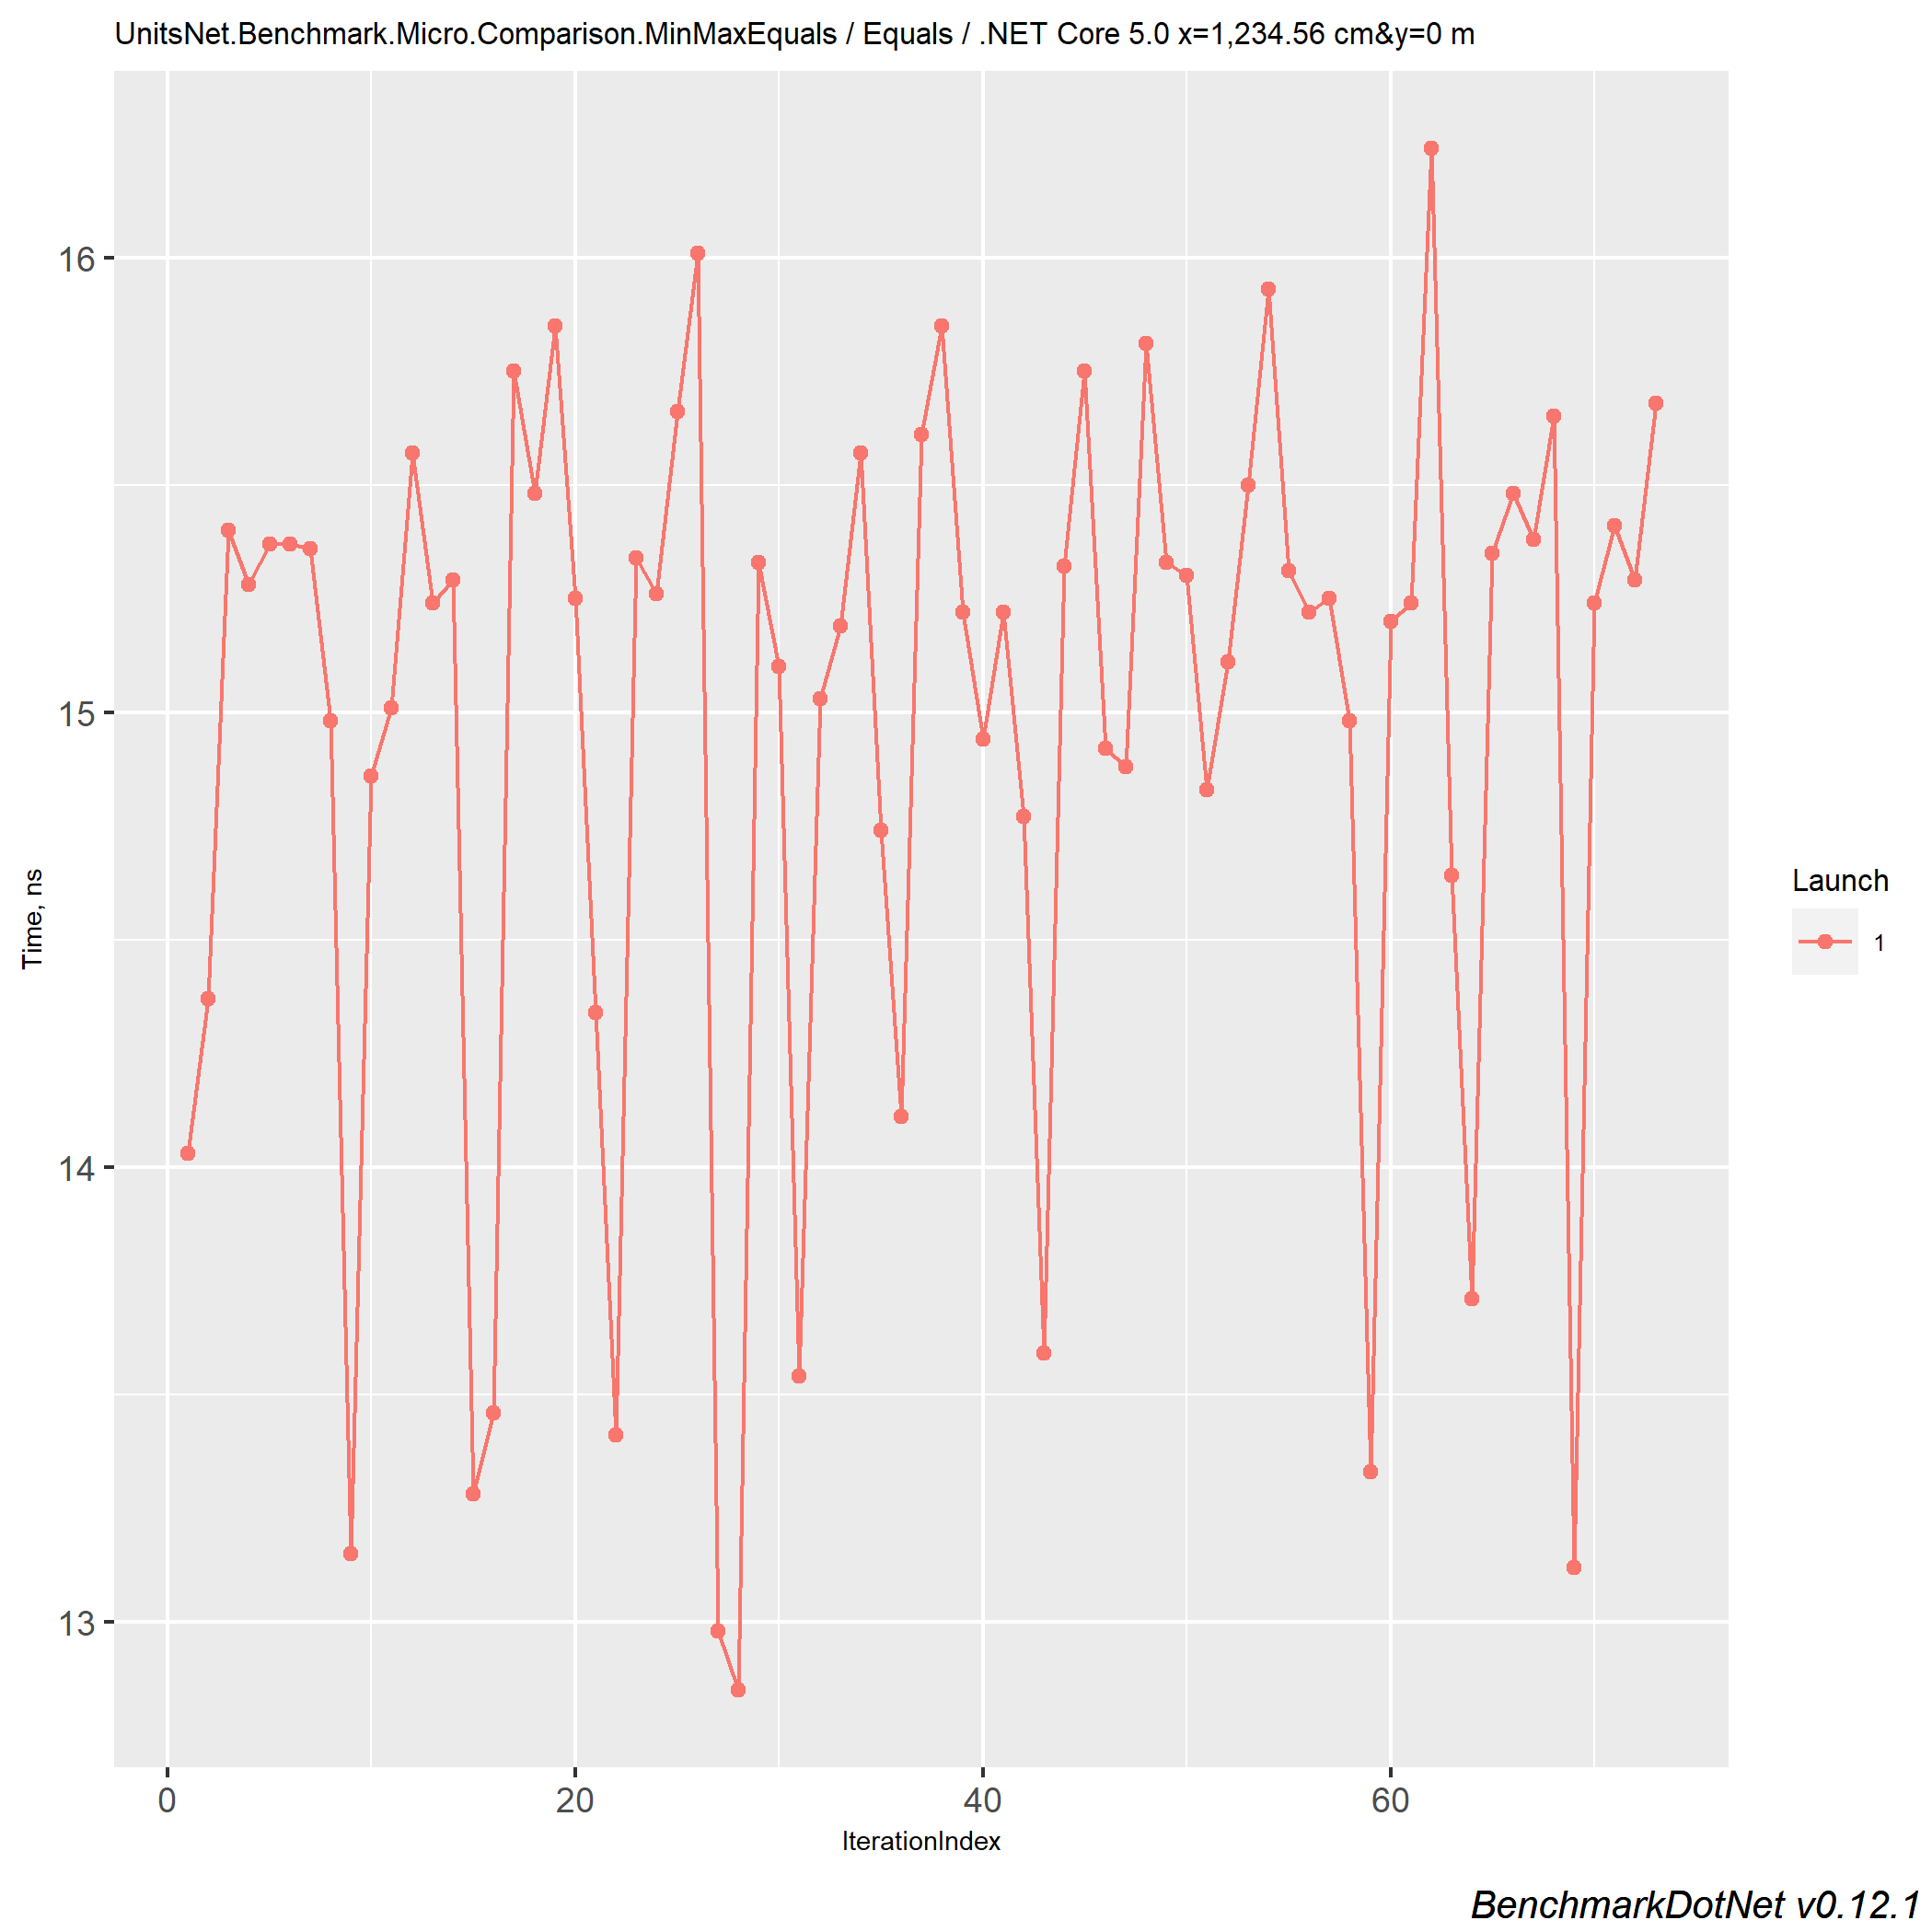 UnitsNet.Benchmark.Micro.Comparison.MinMaxEquals / Equals / .NET Core 5.0 x=1,234.56 cm&y=0 m
16
15
14
13
Time, ns
0 20 40 60
IterationIndex
Launch
1
BenchmarkDotNet v0.12.1